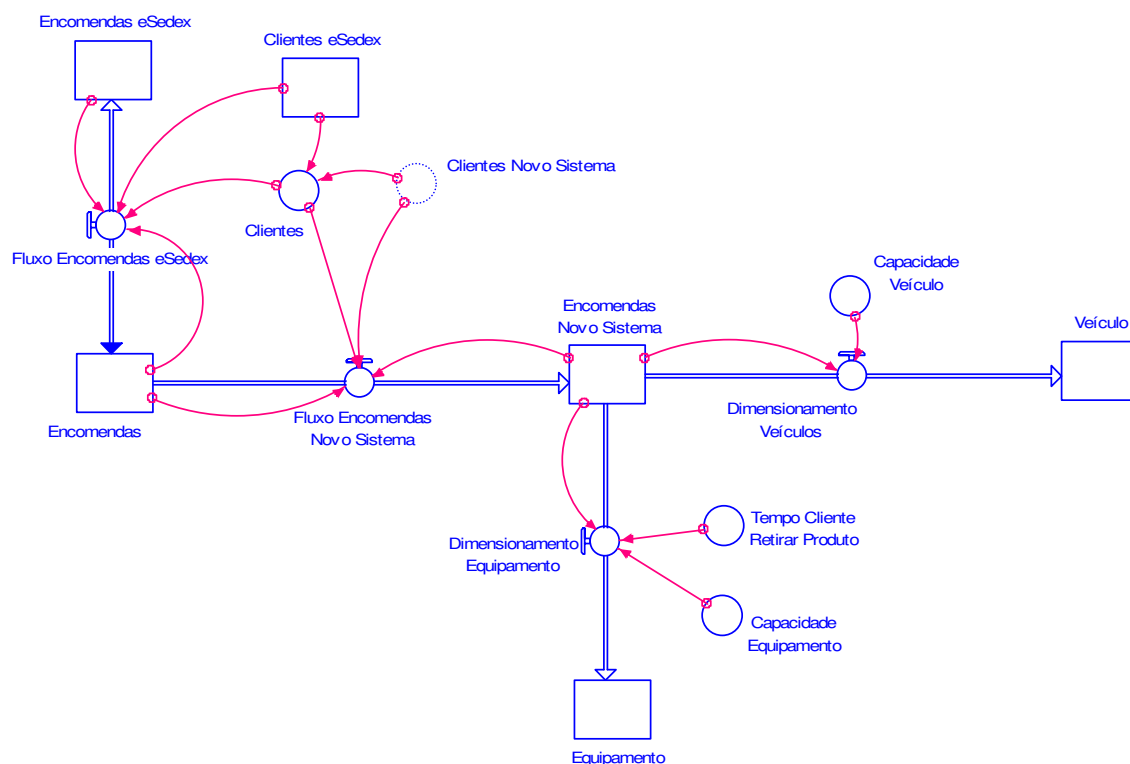 Encomendas eSedex
Clientes eSedex
Clientes Novo Sistema
Clientes
Fluxo Encomendas eSedex
Capacidade
Veículo
Encomendas
Novo Sistema
Veículo
Encomendas
Fluxo Encomendas
Novo Sistema
Dimensionamento
Veículos
Tempo Cliente
Retirar Produto
Dimensionamento
Equipamento
Capacidade
Equipamento
Equipamento